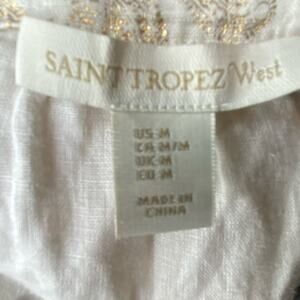 SAINT TROPEZ West
US M
CA M/M
UK M
EU M
MADE IN
CHINA